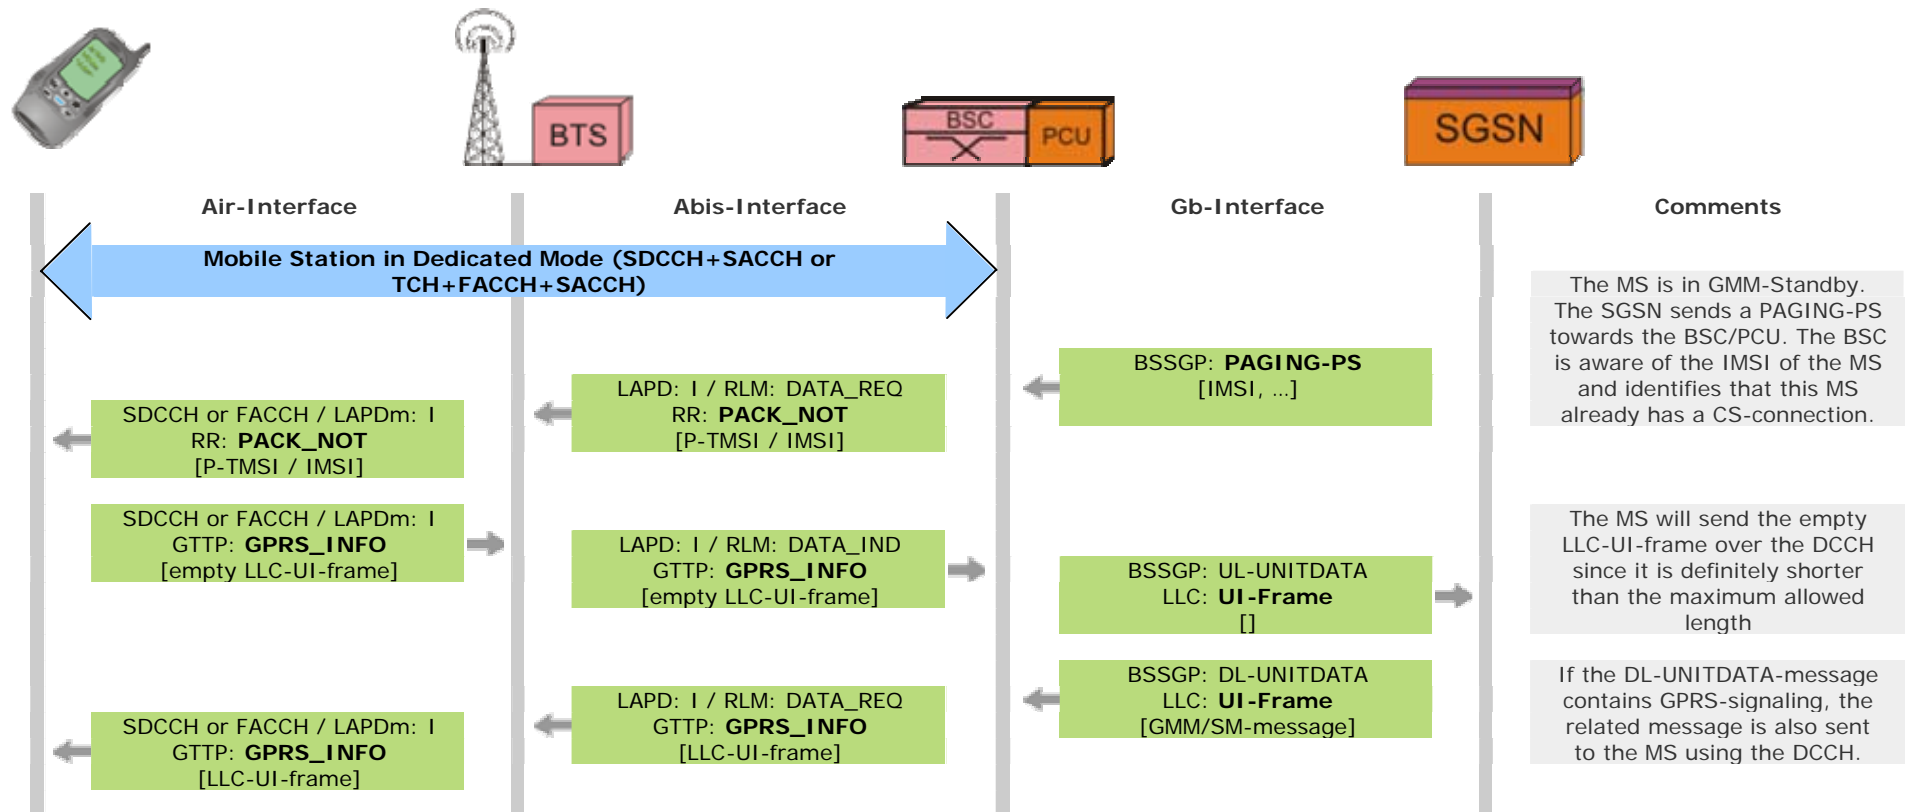 BTS
BSC
PCU
SGSN
Air-Interface
Abis-Interface
Gb-Interface
Comments
Mobile Station in Dedicated Mode (SDCCH+SACCH or
TCH+FACCH+SACCH)
The MS is in GMM-Standby.
The SGSN sends a PAGING-PS
towards the BSC/PCU. The BSC
is aware of the IMSI of the MS
and identifies that this MS
already has a CS-connection.
BSSGP: PAGING-PS
[IMSI, ...]
LAPD: I / RLM: DATA_REQ
RR: PACK_NOT
[P-TMSI / IMSI]
SDCCH or FACCH / LAPDm: I
RR: PACK_NOT
[P-TMSI / IMSI]
SDCCH or FACCH / LAPDm: I
GTTP: GPRS_INFO
[empty LLC-UI-frame]
LAPD: I / RLM: DATA_IND
GTTP: GPRS_INFO
[empty LLC-UI-frame]
BSSGP: UL-UNITDATA
LLC: UI-Frame
[]
The MS will send the empty
LLC-UI-frame over the DCCH
since it is definitely shorter
than the maximum allowed
length
BSSGP: DL-UNITDATA
LLC: UI-Frame
[GMM/SM-message]
LAPD: I / RLM: DATA_REQ
GTTP: GPRS_INFO
[LLC-UI-frame]
SDCCH or FACCH / LAPDm: I
GTTP: GPRS_INFO
[LLC-UI-frame]
If the DL-UNITDATA-message
contains GPRS-signaling, the
related message is also sent
to the MS using the DCCH.